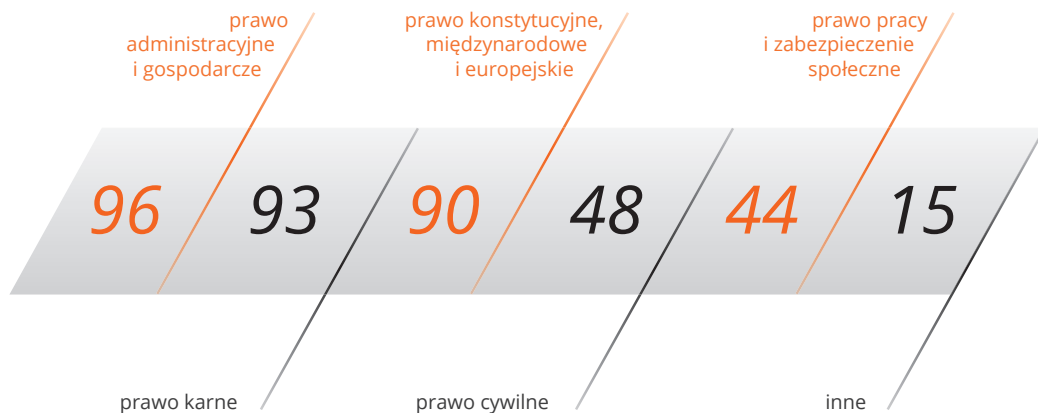 prawo
administracyjne
i gospodarcze
prawo konstytucyjne,
międzynarodowe
i europejskie
prawo pracy
i zabezpieczenie
społeczne
96 93 90 48 44 15
prawo karne
prawo cywilne
inne